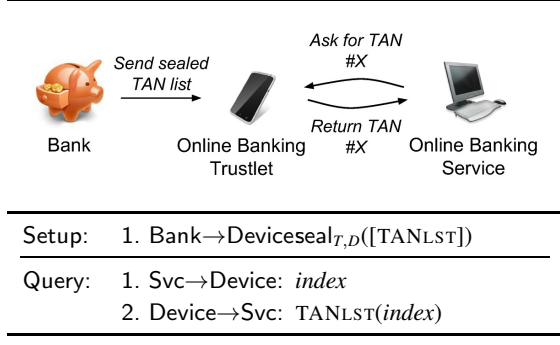 Send sealed
TAN list
Ask for TAN
#X
Return TAN
#X
Bank
Online Banking
Trustlet
Online Banking
Service
Setup: 1. Bank→Deviceseal_{T,D}([TANLST])
Query: 1. Svc→Device: index
2. Device→Svc: TANLST(index)